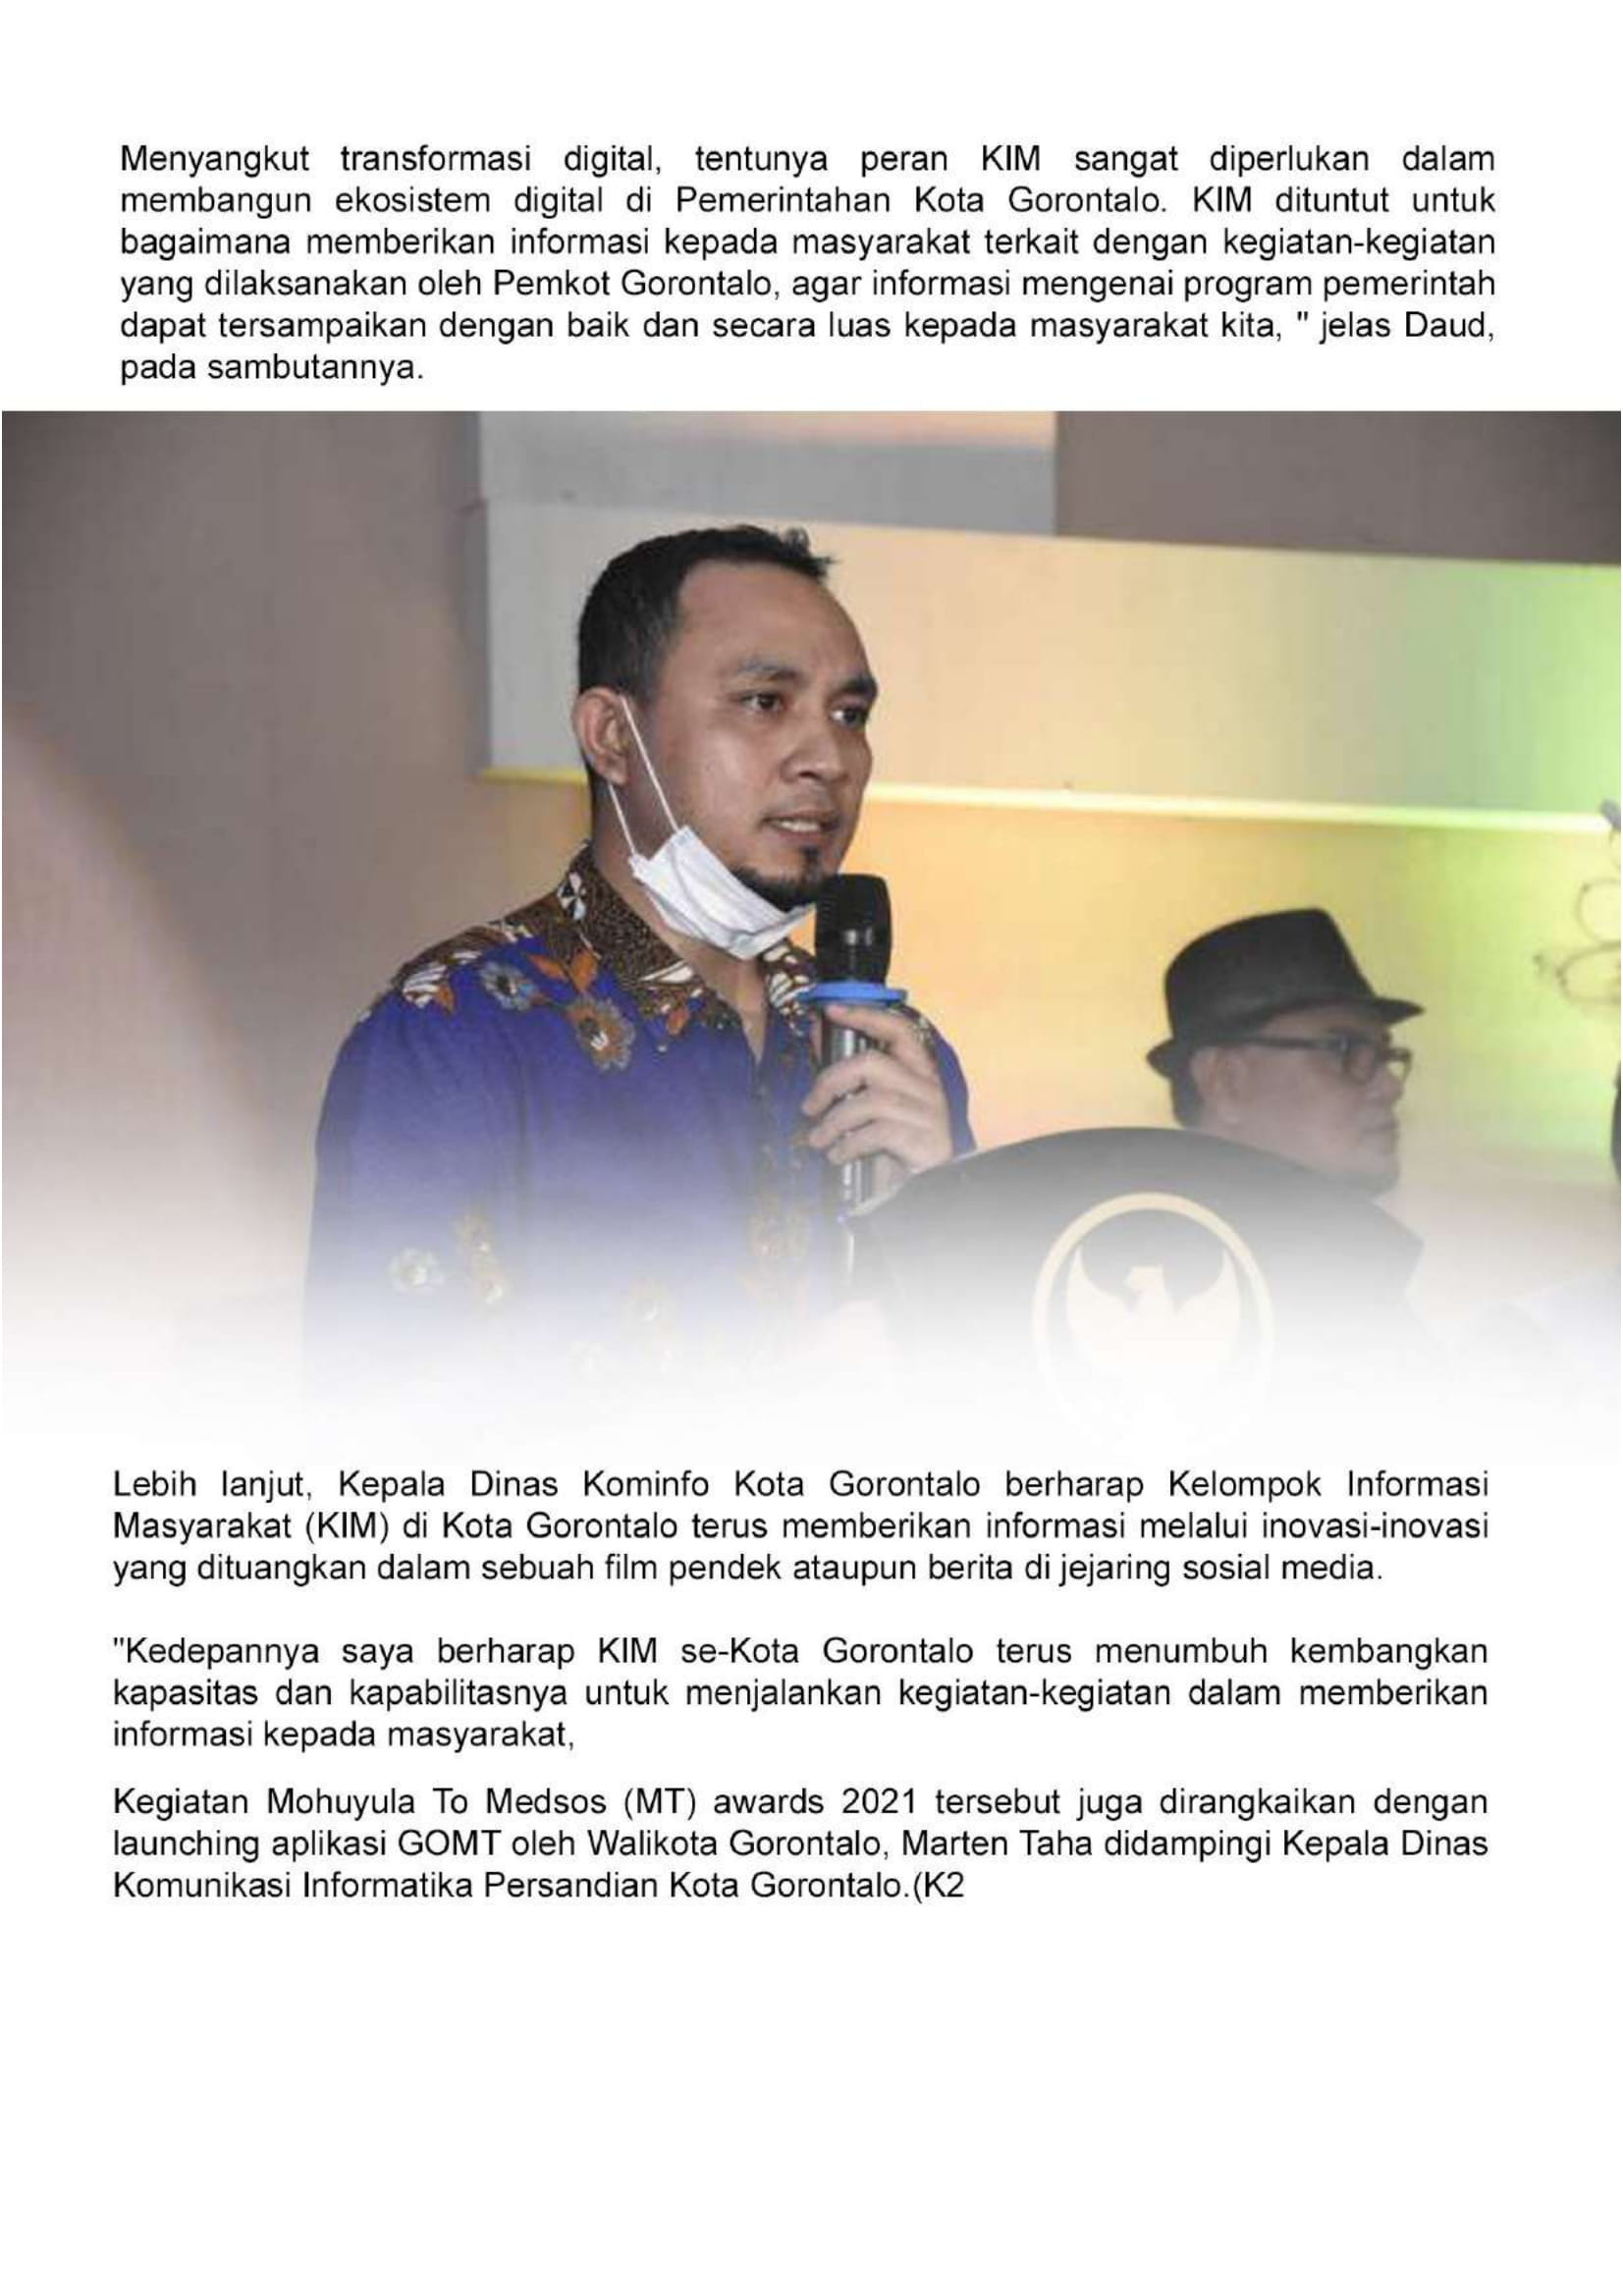 Menyangkut transformasi digital, tentunya peran KIM sangat diperlukan dalam
membangun ekosistem digital di Pemerintahan Kota Gorontalo. KIM dituntut untuk
bagaimana memberikan informasi kepada masyarakat terkait dengan kegiatan-kegiatan
yang dilaksanakan oleh Pemkot Gorontalo, agar informasi mengenai program pemerintah
dapat tersampaikan dengan baik dan secara luas kepada masyarakat kita, " jelas Daud,
pada sambutannya.
Lebih lanjut, Kepala Dinas Kominfo Kota Gorontalo berharap Kelompok Informasi
Masyarakat (KIM) di Kota Gorontalo terus memberikan informasi melalui inovasi-inovasi
yang dituangkan dalam sebuah film pendek ataupun berita di jejaring sosial media.
"Kedepannya saya berharap KIM se-Kota Gorontalo terus menumbuh kembangkan
kapasitas dan kapabilitasnya untuk menjalankan kegiatan-kegiatan dalam memberikan
informasi kepada masyarakat,
Kegiatan Mohuyula To Medsos (MT) awards 2021 tersebut juga dirangkaikan dengan
launching aplikasi GOMT oleh Walikota Gorontalo, Marten Taha didampingi Kepala Dinas
Komunikasi Informatika Persandian Kota Gorontalo.(K2